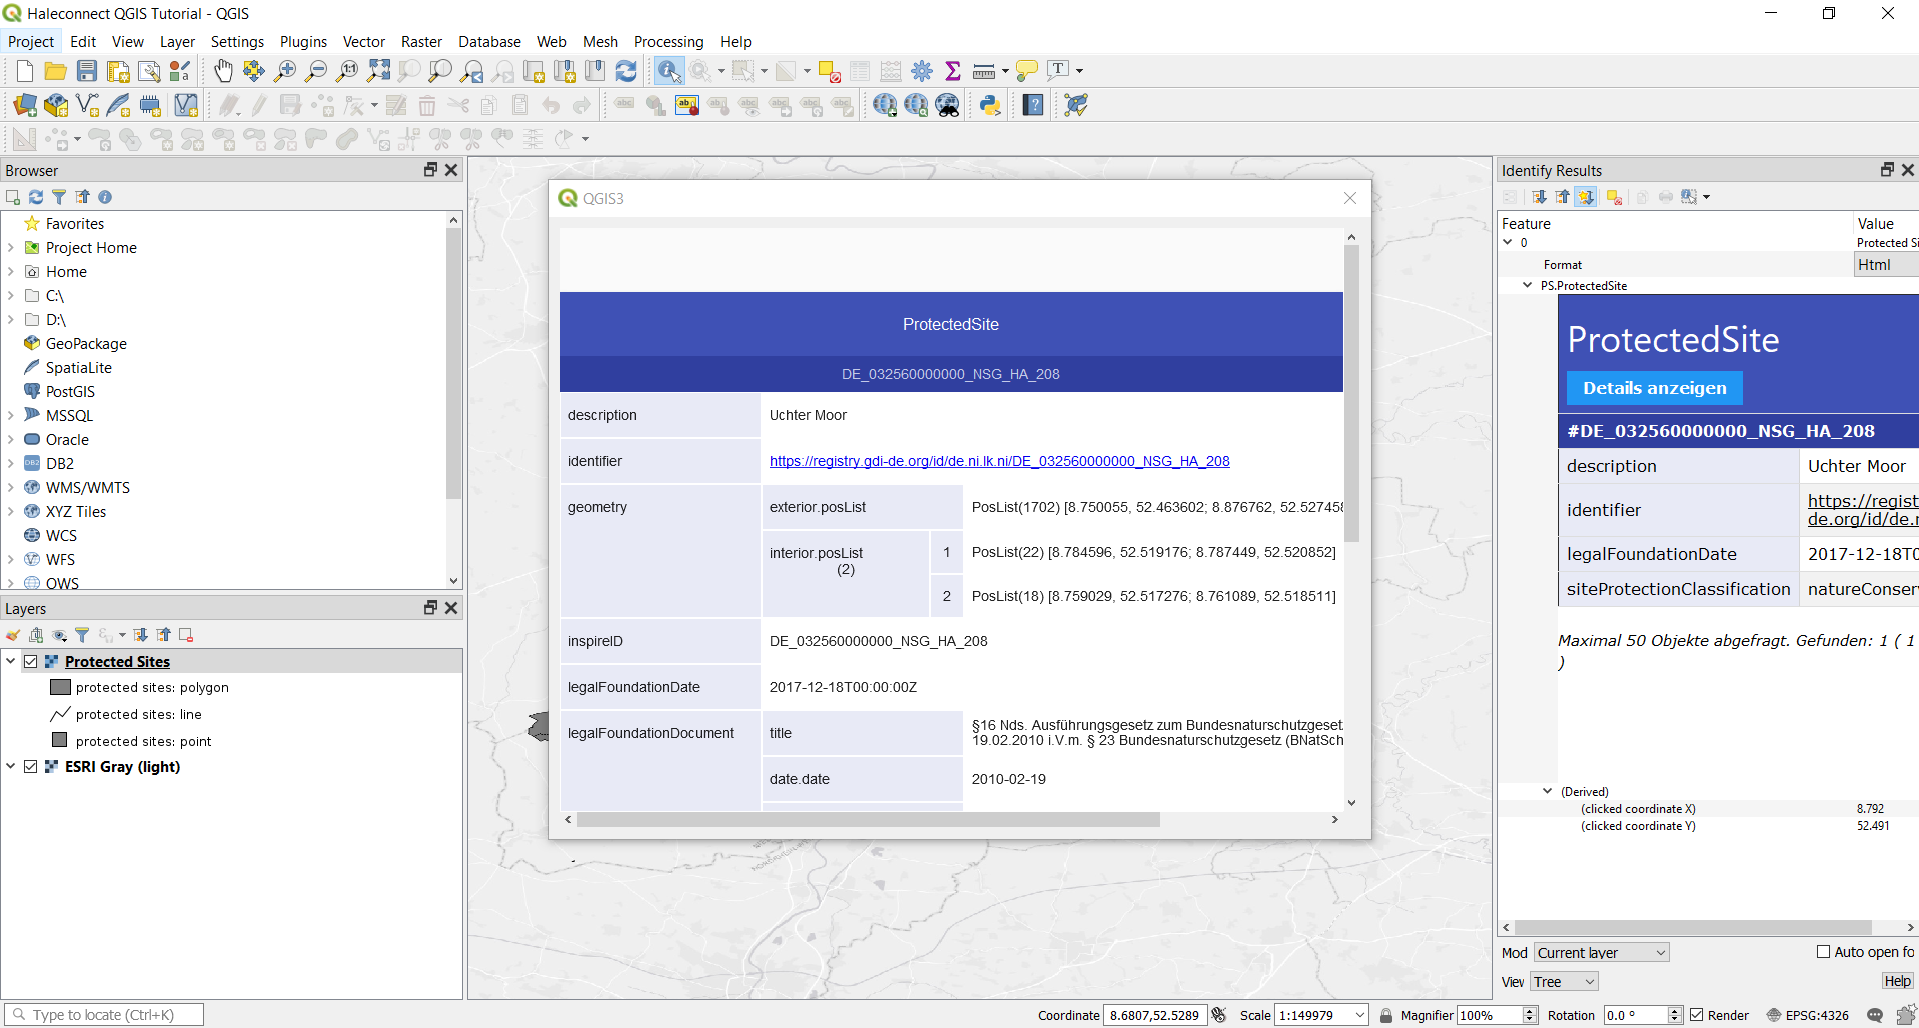 Haleconnect QGIS Tutorial - QGIS
Project Edit View Layer Settings Plugins Vector Raster Database Web Mesh Processing Help
Browser
Favorites
Project Home
Home
C:\
D:\
GeoPackage
SpatiaLite
PostGIS
MSSQL
Oracle
DB2
WMS/WMTS
XYZ Tiles
WCS
WFS
OWS
Layers
Protected Sites
protected sites: polygon
protected sites: line
protected sites: point
ESRI Gray (light)
QGIS3
ProtectedSite
DE_032560000000_NSG_HA_208
description Uchter Moor
identifier https://registry.gdi-de.org/id/de.ni.lk.ni/DE_032560000000_NSG_HA_208
geometry exterior.posList PosList(1702) [8.750055, 52.463602; 8.876762, 52.527458
interior.posList 1 PosList(22) [8.784596, 52.519176; 8.787449, 52.520852]
(2)
2 PosList(18) [8.759029, 52.517276; 8.761089, 52.518511]
inspireID DE_032560000000_NSG_HA_208
legalFoundationDate 2017-12-18T00:00:00Z
legalFoundationDocument title §16 Nds. Ausführungsgesetz zum Bundesnaturschutzgeset
19.02.2010 i.V.m. § 23 Bundesnaturschutzgesetz (BNatSch
date.date 2010-02-19
Identify Results
Feature Value
0 Protected Si
Format Html
PS.ProtectedSite
ProtectedSite
Details anzeigen
#DE_032560000000_NSG_HA_208
description Uchter Moor
identifier https://regist
de.org/id/de.n
legalFoundationDate 2017-12-18T0
siteProtectionClassification natureConser
Maximal 50 Objekte abgefragt. Gefunden: 1 ( 1
)
(Derived)
(clicked coordinate X) 8.792
(clicked coordinate Y) 52.491
Mod Current layer Auto open fo
View Tree Help
Type to locate (Ctrl+K) Coordinate 8.6807,52.5289 Scale 1:149979 Magnifier 100% Rotation 0.0 ° Render EPSG:4326